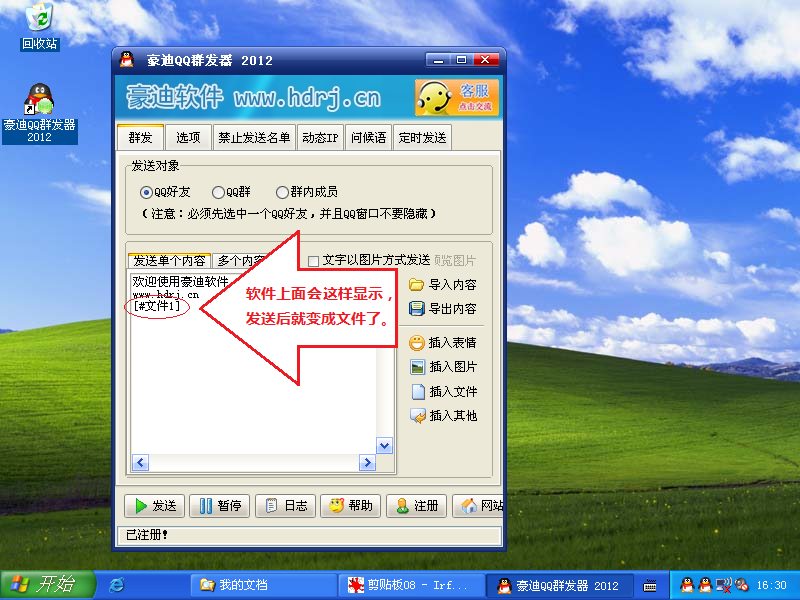 回收站
豪迪QQ群发器
2012
豪迪QQ群发器 2012
豪迪软件 www.hdrj.cn
客服
点击交流
群发 选项 禁止发送名单 动态IP 问候语 定时发送
发送对象
QQ好友 QQ群 群内成员
(注意：必须先选中一个QQ好友，并且QQ窗口不要隐藏)
发送单个内容 多个内容 文字以图片方式发送 预览图片
欢迎使用豪迪软件
www.hdrj.cn
[#文件1]
软件上面会这样显示，
发送后就变成文件了。
导入内容
导出内容
插入表情
插入图片
插入文件
插入其他
发送 暂停 日志 帮助 注册 网站
已注册!
开始 我的文档 剪贴板08 - Irf... 豪迪QQ群发器 2012 16:30